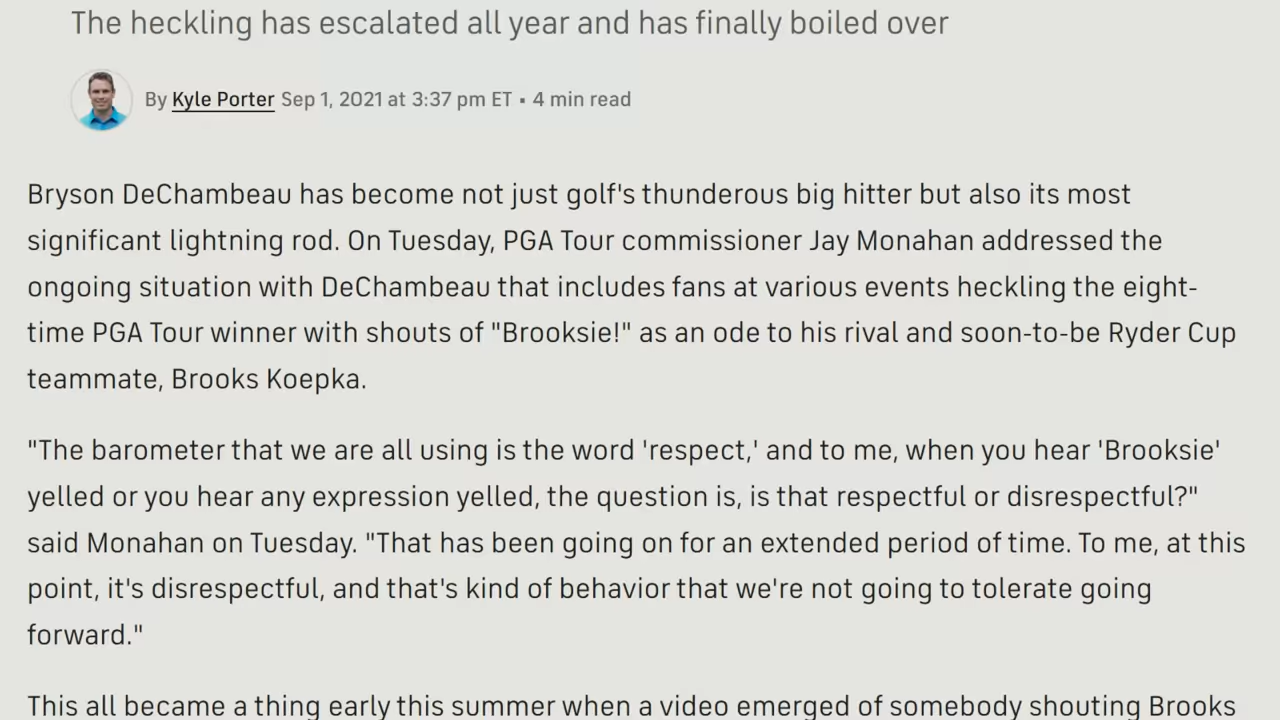 The heckling has escalated all year and has finally boiled over
By Kyle Porter Sep 1, 2021 at 3:37 pm ET • 4 min read
Bryson DeChambeau has become not just golf's thunderous big hitter but also its most
significant lightning rod. On Tuesday, PGA Tour commissioner Jay Monahan addressed the
ongoing situation with DeChambeau that includes fans at various events heckling the eight-
time PGA Tour winner with shouts of "Brooksie!" as an ode to his rival and soon-to-be Ryder Cup
teammate, Brooks Koepka.
"The barometer that we are all using is the word 'respect,' and to me, when you hear 'Brooksie'
yelled or you hear any expression yelled, the question is, is that respectful or disrespectful?"
said Monahan on Tuesday. "That has been going on for an extended period of time. To me, at this
point, it's disrespectful, and that's kind of behavior that we're not going to tolerate going
forward."
This all became a thing early this summer when a video emerged of somebody shouting Brooks